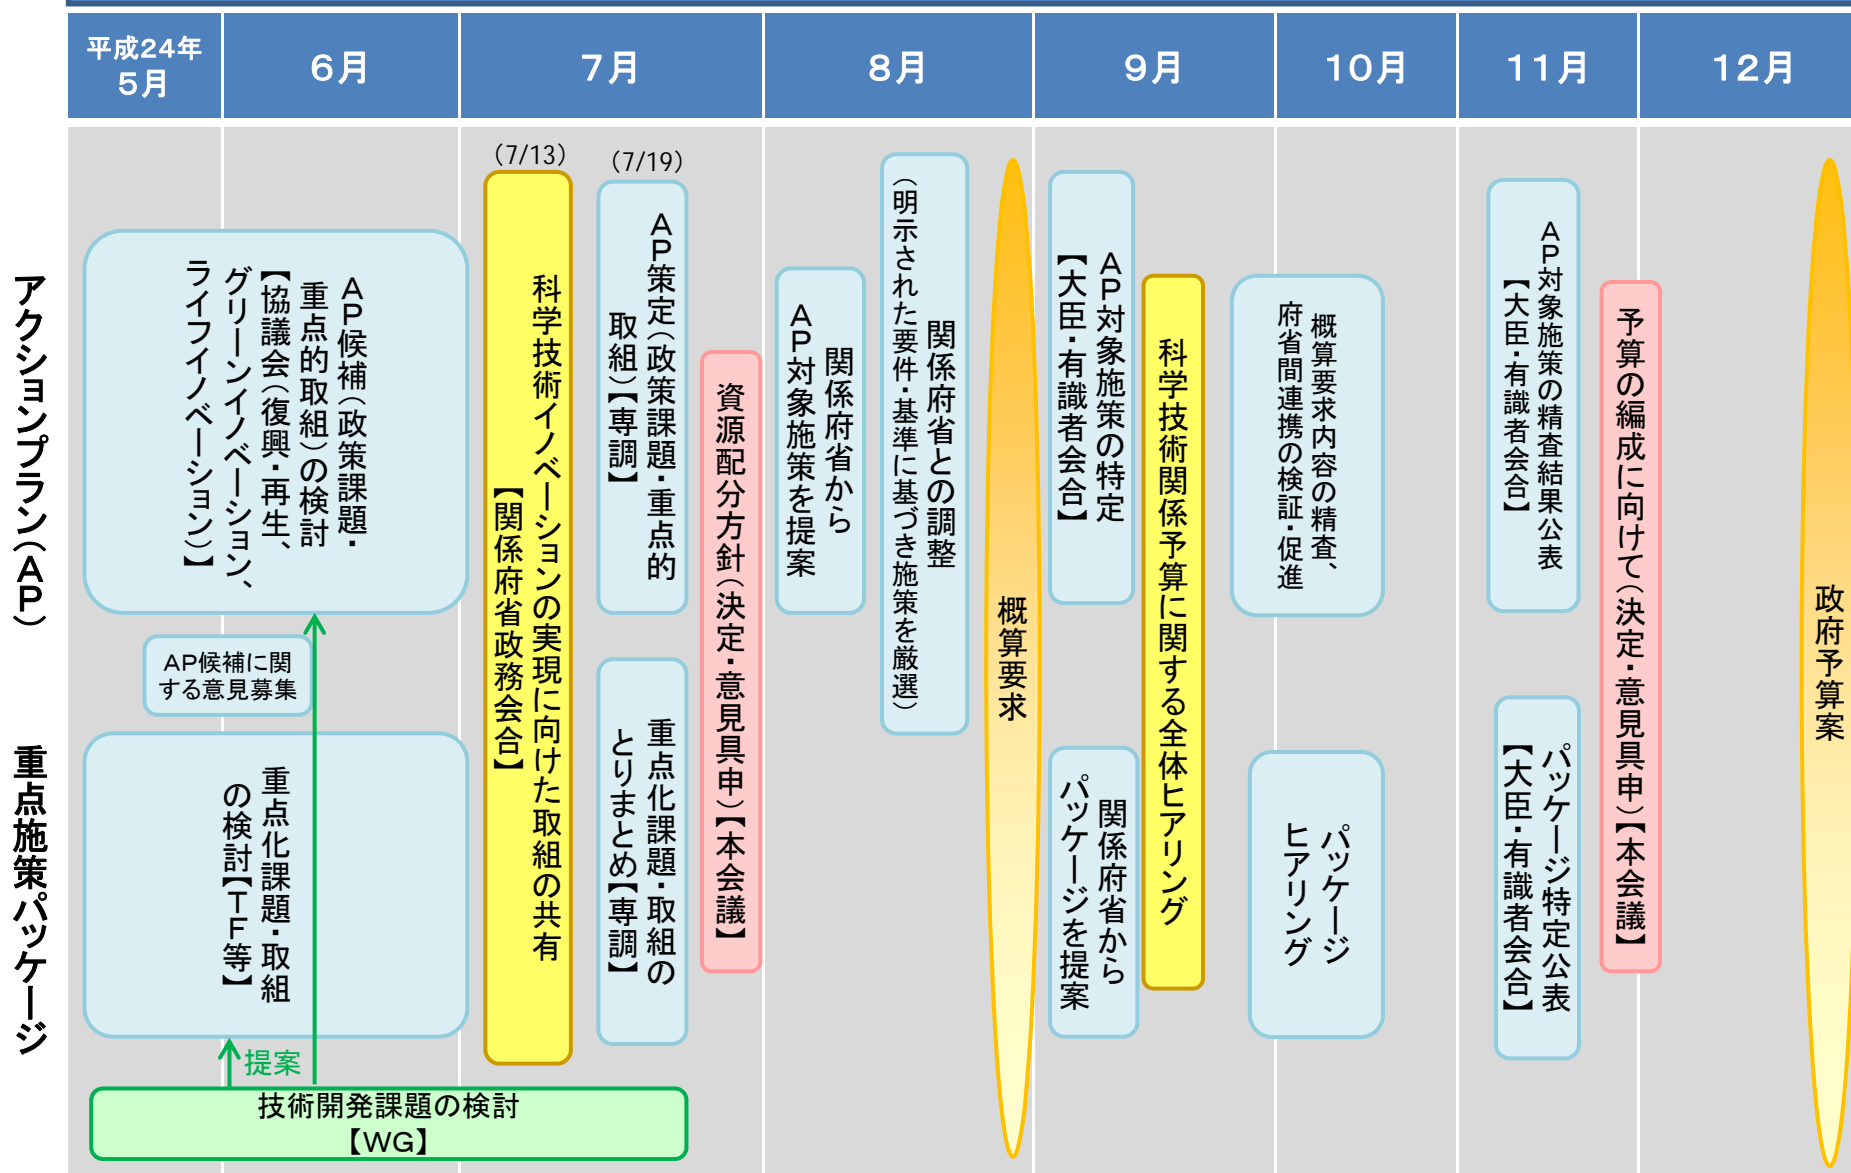 平成24年
5月
6月
7月
8月
9月
10月
11月
12月
アクションプラン（AP）
重点施策パッケージ
AP候補（政策課題・
重点的取組）の検討
【協議会（復興・再生、
グリーンイノベーション、
ライフイノベーション）】
AP候補に関
する意見募集
重点化課題・取組
の検討【TF等】
提案
技術開発課題の検討
【WG】
（7/13）
科学技術イノベーションの実現に向けた取組の共有
【関係府省政務会合】
（7/19）
AP策定（政策課題・重点的
取組）【専調】
重点化課題・取組の
とりまとめ【専調】
資源配分方針（決定・意見具申）【本会議】
関係府省から
AP対象施策を提案
関係府省との調整
（明示された要件・基準に基づき施策を厳選）
概算要求
AP対象施策の特定
【大臣・有識者会合】
関係府省から
パッケージを提案
科学技術関係予算に関する全体ヒアリング
概算要求内容の精査、
府省間連携の検証・促進
パッケージ
ヒアリング
AP対象施策の精査結果公表
【大臣・有識者会合】
パッケージ特定公表
【大臣・有識者会合】
予算の編成に向けて（決定・意見具申）【本会議】
政府予算案